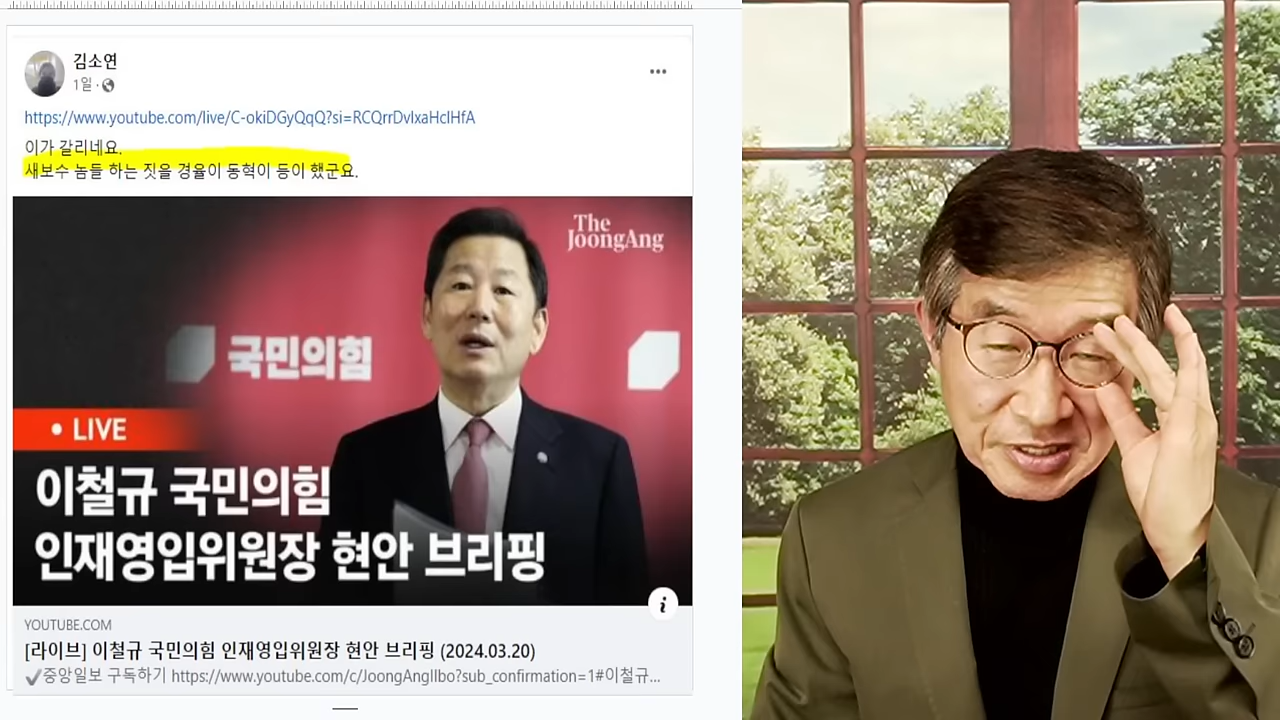 김소연
1일
https://www.youtube.com/live/C-okiDGyQqQ?si=RCQrrDvlxaHclHfA
이가 갈리네요.
새보수 놈들 하는 짓을 경율이 동혁이 등이 했군요.
The
JoongAng
국민의힘
LIVE
이철규 국민의힘
인재영입위원장 현안 브리핑
YOUTUBE.COM
[라이브] 이철규 국민의힘 인재영입위원장 현안 브리핑 (2024.03.20)
✔중앙일보 구독하기 https://www.youtube.com/c/JoongAngIlbo?sub_confirmation=1#이철규...